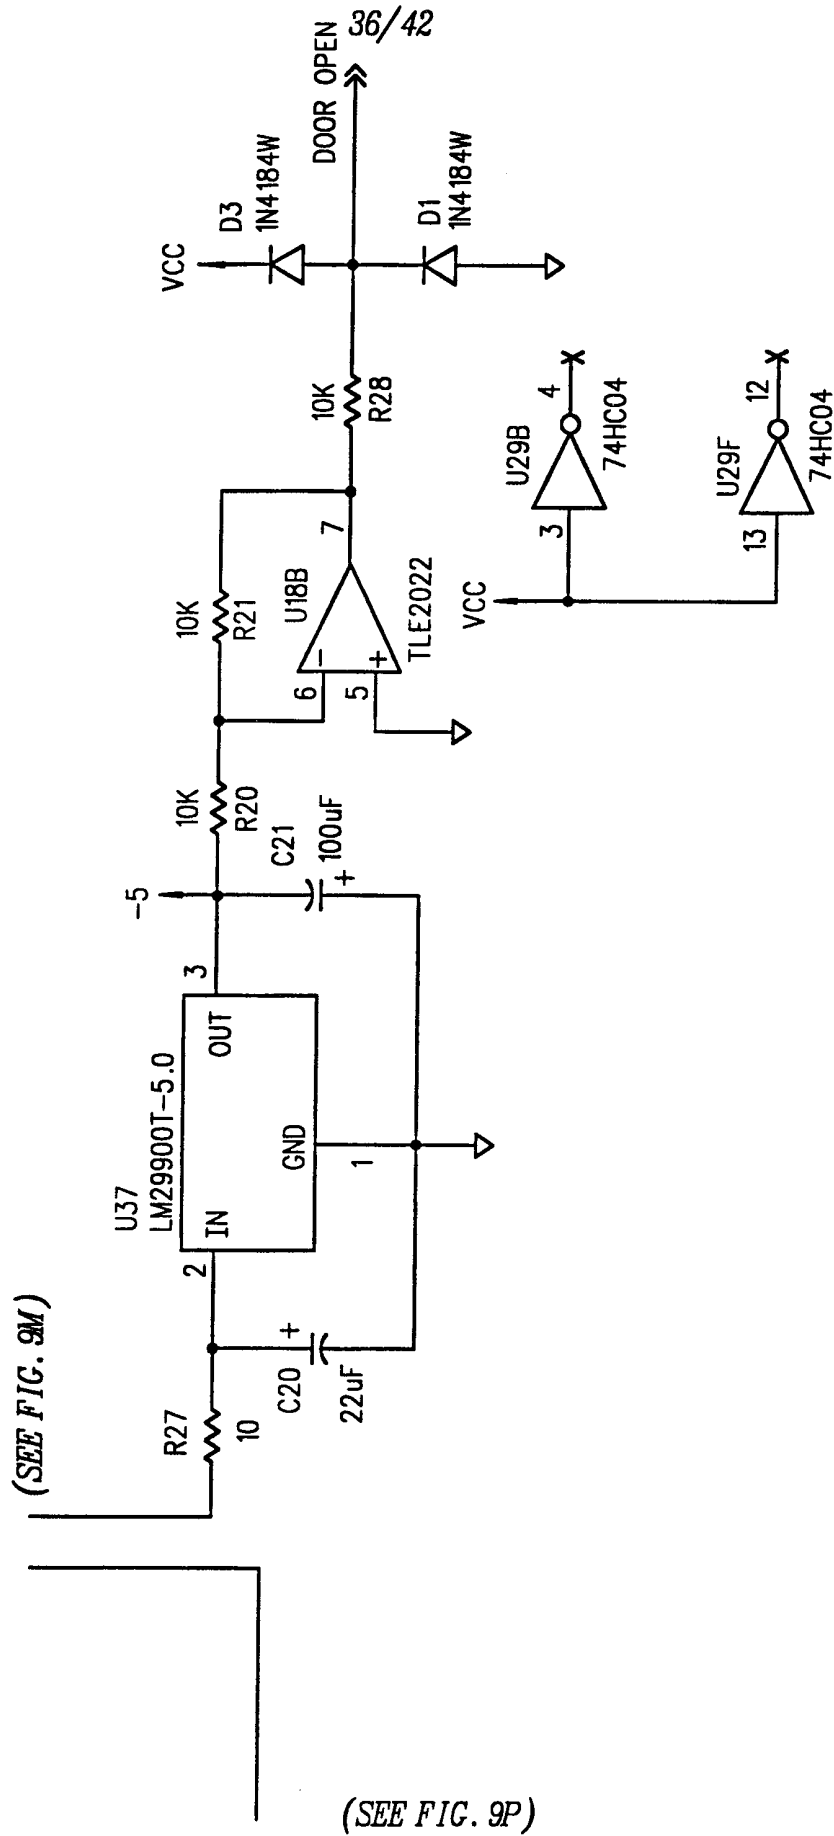 36/42
DOOR OPEN
D3
1N4184W
VCC
D1
1N4184W
10K
R28
10K
R21
7
U18B
TLE2022
6
–
5
+
U29B
4
3
74HC04
U29F
12
13
74HC04
VCC
10K
R20
C21
100uF
+
-5
3
OUT
U37
LM29900T-5.0
GND
1
IN
2
+
C20
22uF
R27
10
(SEE FIG. 9M)
(SEE FIG. 9P)